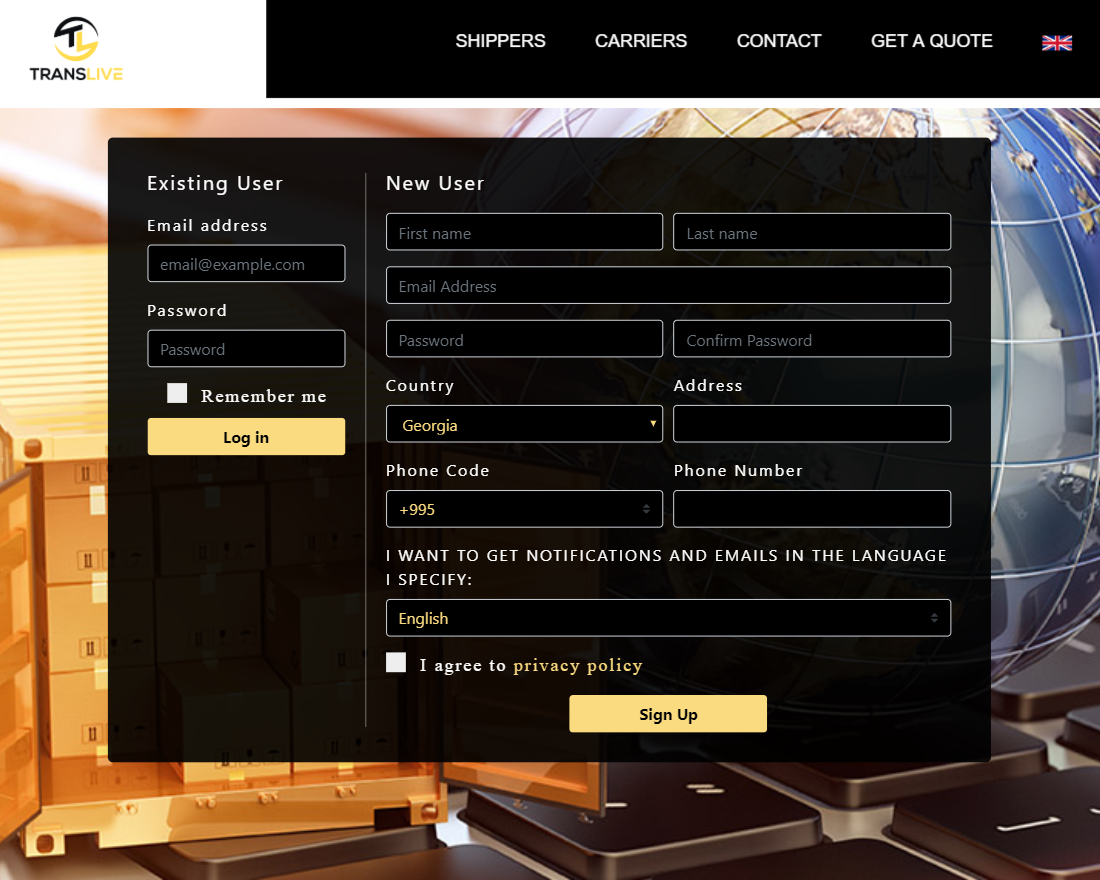 TRANSLIVE
SHIPPERS
CARRIERS
CONTACT
GET A QUOTE
Existing User
Email address
email@example.com
Password
Password
Remember me
Log in
New User
First name
Last name
Email Address
Password
Confirm Password
Country
Address
Georgia
Phone Code
Phone Number
+995
I WANT TO GET NOTIFICATIONS AND EMAILS IN THE LANGUAGE
I SPECIFY:
English
I agree to privacy policy
Sign Up